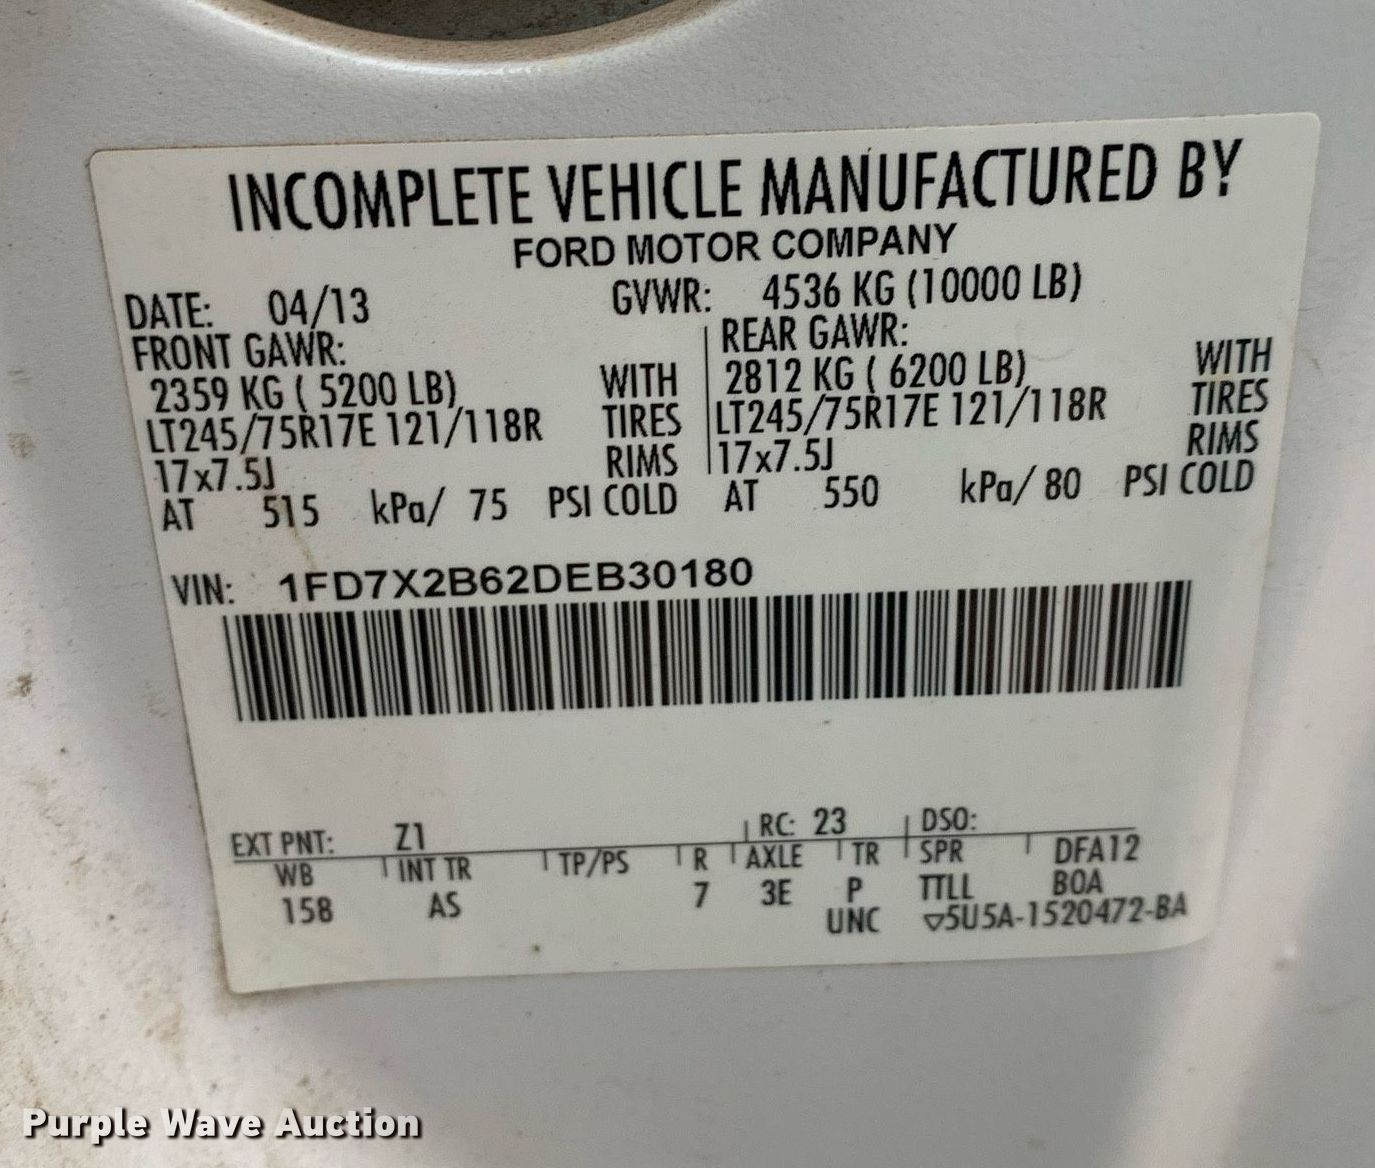 INCOMPLETE VEHICLE MANUFACTURED BY
FORD MOTOR COMPANY
DATE: 04/13 GVWR: 4536 KG (10000 LB)
FRONT GAWR: REAR GAWR:
2359 KG ( 5200 LB) WITH 2812 KG ( 6200 LB) WITH
LT245/75R17E 121/118R TIRES LT245/75R17E 121/118R TIRES
17x7.5J RIMS 17x7.5J RIMS
AT 515 kPa/ 75 PSI COLD AT 550 kPa/ 80 PSI COLD
VIN: 1FD7X2B62DEB30180
EXT PNT: Z1 RC: 23 DSO:
WB INT TR TP/PS R AXLE TR SPR DFA12
158 AS 7 3E P TTLL BOA
UNC ▽5U5A-1520472-BA
Purple Wave Auction